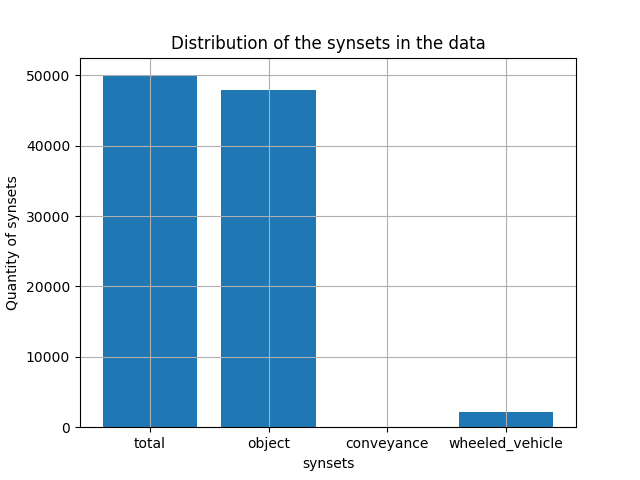 Distribution of the synsets in the data
50000
40000
30000
20000
10000
0
Quantity of synsets
total object conveyance wheeled_vehicle
synsets